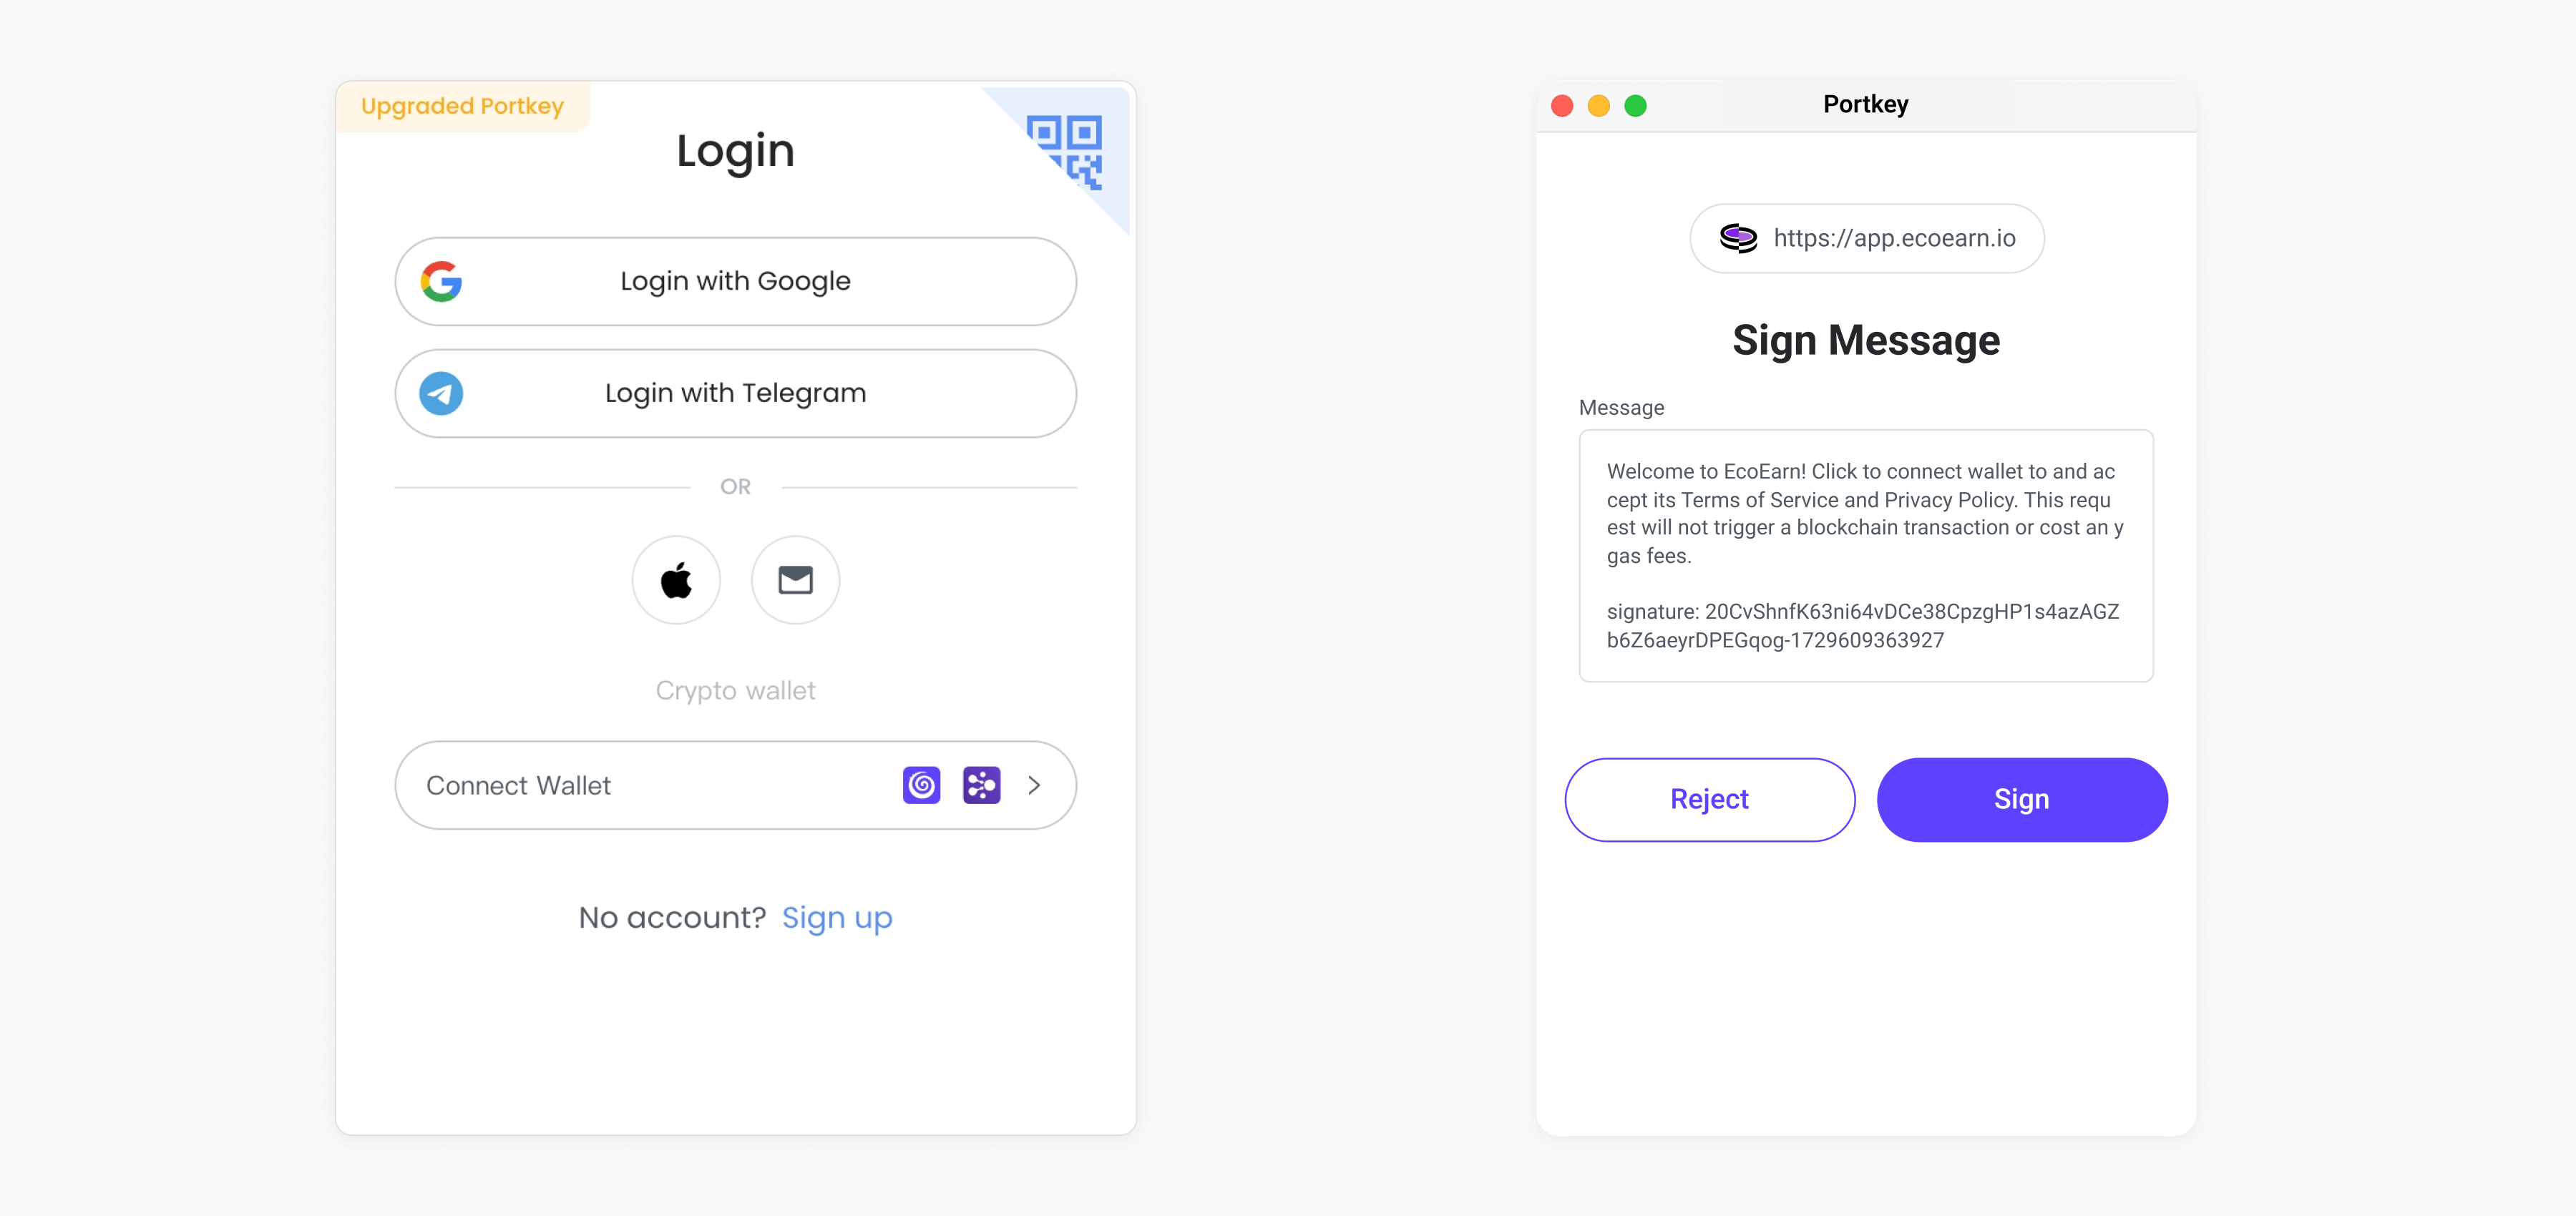 Upgraded Portkey
Login
Login with Google
Login with Telegram
OR
Crypto wallet
Connect Wallet
No account? Sign up
Portkey
https://app.ecoearn.io
Sign Message
Message
Welcome to EcoEarn! Click to connect wallet to and ac
cept its Terms of Service and Privacy Policy. This requ
est will not trigger a blockchain transaction or cost an y
gas fees.
signature: 20CvShnfK63ni64vDCe38CpzgHP1s4azAGZ
b6Z6aeyrDPEGqog-1729609363927
Reject
Sign